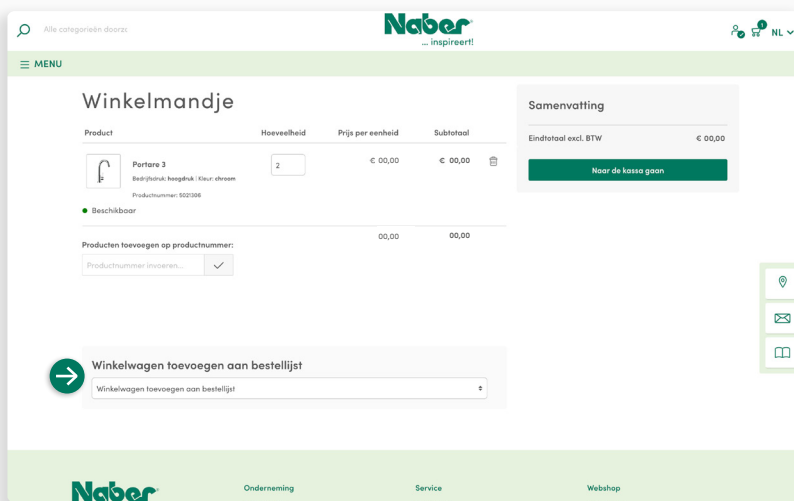 Alle categorieën doorzo
Naber
... inspireert!
1
NL
MENU
Winkelmandje
Product Hoeveelheid Prijs per eenheid Subtotaal
Portare 3
Bedrijfsdruk: hoogdruk | Kleur: chroom
Productnummer: 5021306
2
€ 00,00
€ 00,00
Beschikbaar
00,00 00,00
Producten toevoegen op productnummer:
Productnummer invoeren...
Samenvatting
Eindtotaal excl. BTW € 00,00
Naar de kassa gaan
Winkelwagen toevoegen aan bestellijst
Winkelwagen toevoegen aan bestellijst
Naber
Onderneming Service Webshop